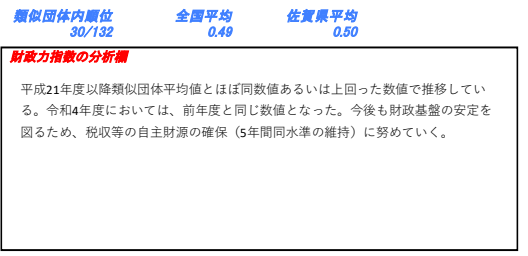 類似団体内順位 全国平均 佐賀県平均
30/132 0.49 0.50
財政力指数の分析欄
平成21年度以降類似団体平均値とほぼ同数値あるいは上回った数値で推移してい
る。令和4年度においては、前年度と同じ数値となった。今後も財政基盤の安定を
図るため、税収等の自主財源の確保（5年間同水準の維持）に努めていく。